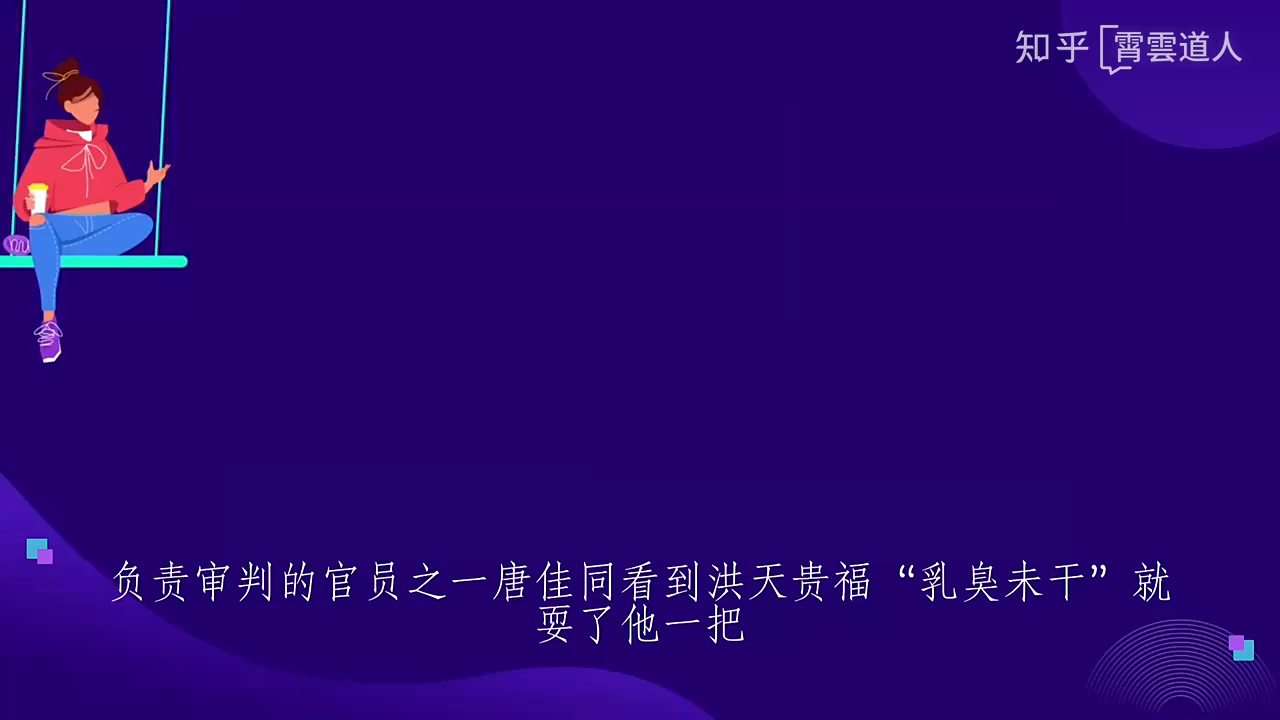 知乎 霄雲道人
负责审判的官员之一唐佳同看到洪天贵福“乳臭未干”就
耍了他一把